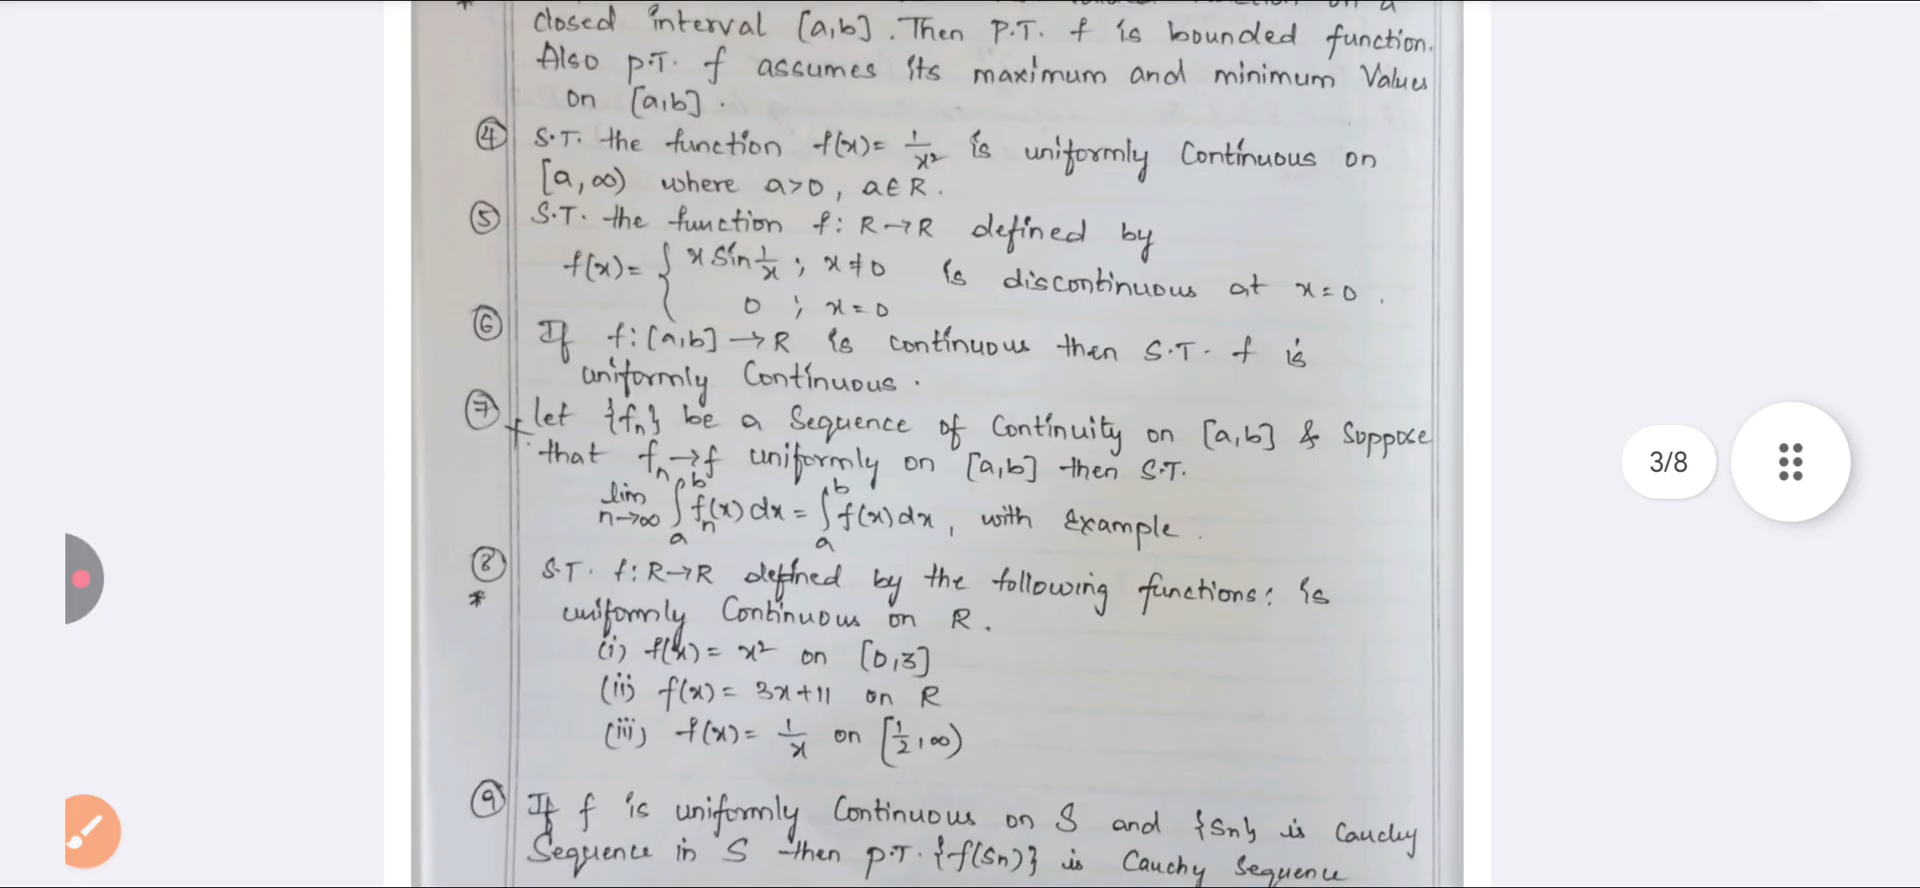 closed interval [a,b]. Then P.T. f is bounded function.
Also p.T. f assumes its maximum and minimum Values
on [a,b].
④ S.T. the function f(x)= 1/x² is uniformly Continuous on
[a,∞) where a>0, a∈R.
⑤ S.T. the function f: R→R defined by
f(x)= { x sin 1/x ; x≠0 is discontinuous at x=0.
0 ; x=0
⑥ If f:[a,b]→R is continuous then S.T. f is
uniformly Continuous.
⑦ let {fₙ} be a Sequence of Continuity on [a,b] & Suppose
that fₙ→f uniformly on [a,b] then S.T.
lim n→∞ ∫ₐᵇ fₙ(x)dx = ∫ₐᵇ f(x)dx, with Example.
⑧ S.T. f:R→R defined by the following functions: is
* uniformly Continuous on R.
(i) f(x)= x² on [0,3]
(ii) f(x)= 3x+11 on R
(iii) f(x)= 1/x on [1/2,∞)
⑨ If f is uniformly Continuous on S and {Sn} is Cauchy
Sequence in S then p.T. {f(Sn)} is Cauchy Sequence
3/8